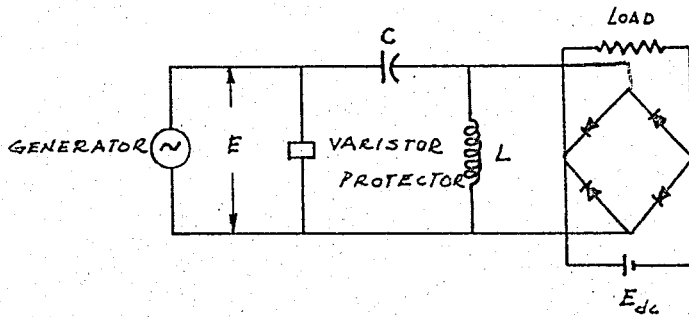 LOAD
C
GENERATOR
~
E
VARISTOR
PROTECTOR
L
Edc